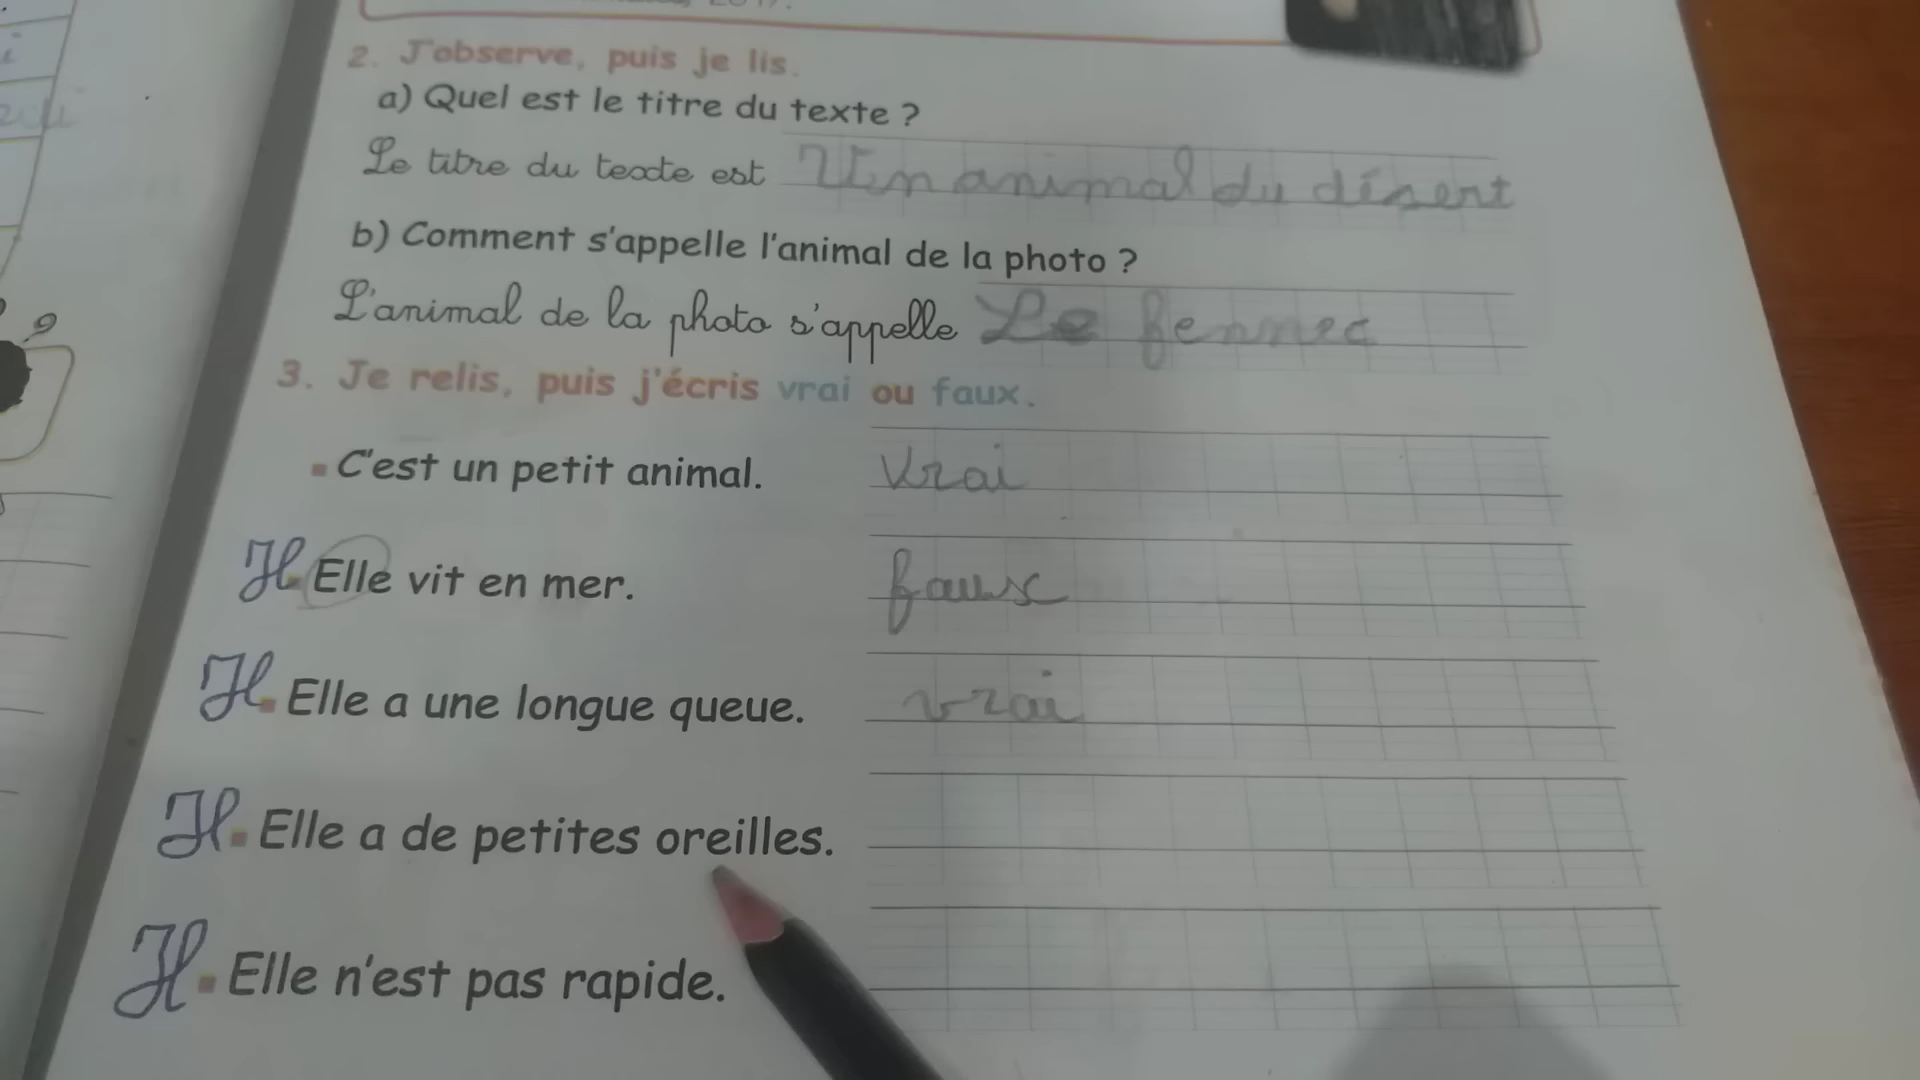 2. J'observe, puis je lis.
a) Quel est le titre du texte ?
Le titre du texte est Un animal du désert
b) Comment s'appelle l'animal de la photo ?
L'animal de la photo s'appelle Le fennec
3. Je relis, puis j'écris vrai ou faux.
▪ C'est un petit animal. Vrai
Il ▪ Elle vit en mer. faux
Il ▪ Elle a une longue queue. vrai
Il ▪ Elle a de petites oreilles.
Il ▪ Elle n'est pas rapide.